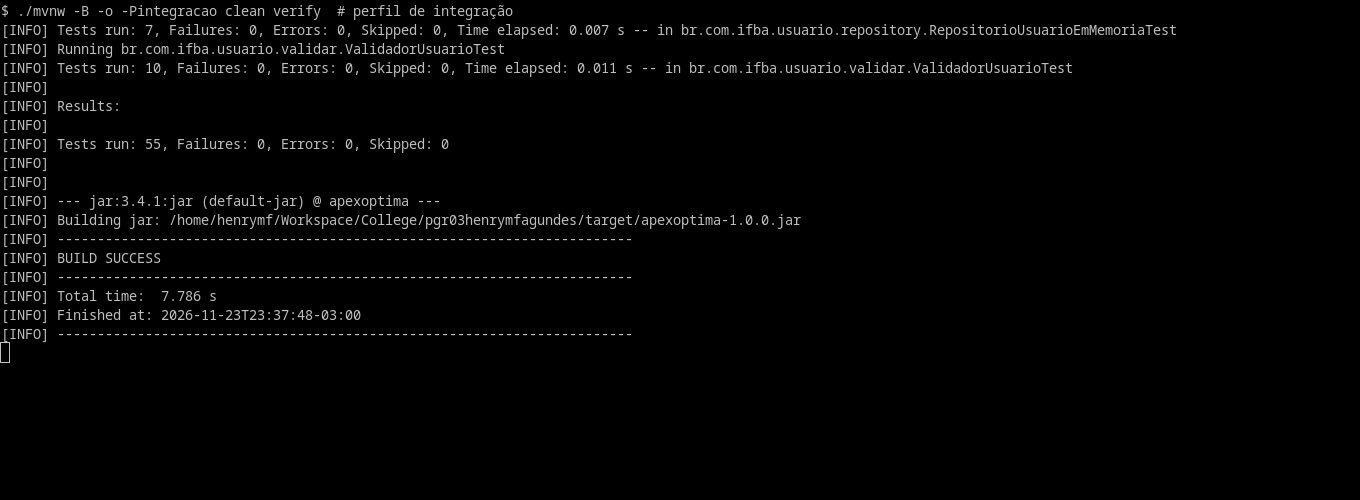 $ ./mvnw -B -o -Pintegracao clean verify  # perfil de integração
[INFO] Tests run: 7, Failures: 0, Errors: 0, Skipped: 0, Time elapsed: 0.007 s -- in br.com.ifba.usuario.repository.RepositorioUsuarioEmMemoriaTest
[INFO] Running br.com.ifba.usuario.validar.ValidadorUsuarioTest
[INFO] Tests run: 10, Failures: 0, Errors: 0, Skipped: 0, Time elapsed: 0.011 s -- in br.com.ifba.usuario.validar.ValidadorUsuarioTest
[INFO]
[INFO] Results:
[INFO]
[INFO] Tests run: 55, Failures: 0, Errors: 0, Skipped: 0
[INFO]
[INFO]
[INFO] --- jar:3.4.1:jar (default-jar) @ apexoptima ---
[INFO] Building jar: /home/henrymf/Workspace/College/pgr03henrymfagundes/target/apexoptima-1.0.0.jar
[INFO] ------------------------------------------------------------------------
[INFO] BUILD SUCCESS
[INFO] ------------------------------------------------------------------------
[INFO] Total time:  7.786 s
[INFO] Finished at: 2026-11-23T23:37:48-03:00
[INFO] ------------------------------------------------------------------------